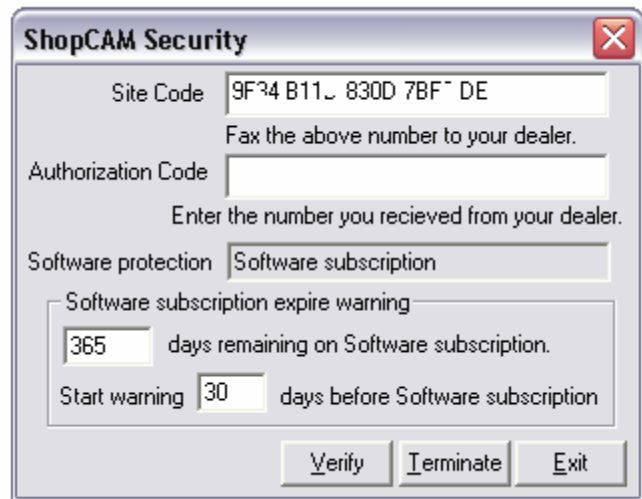 ShopCAM Security
Site Code 830D
Fax the above number to your dealer.
Authorization Code
Enter the number you recieved from your dealer.
Software protection Software subscription
Software subscription expire warning
365 days remaining on Software subscription.
Start warning 30 days before Software subscription
Verify Terminate Exit